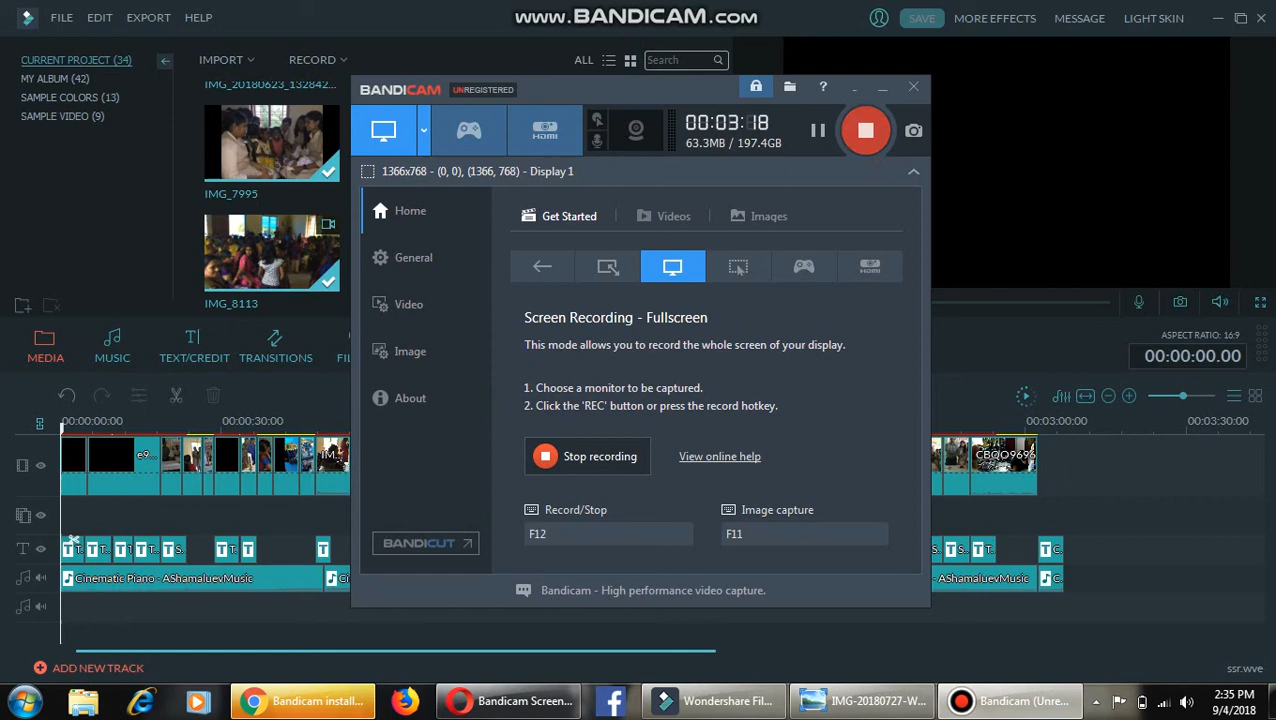 FILE EDIT EXPORT HELP
www.BANDICAM.com
SAVE MORE EFFECTS MESSAGE LIGHT SKIN
CURRENT PROJECT (34)
MY ALBUM (42)
SAMPLE COLORS (13)
SAMPLE VIDEO (9)
IMPORT RECORD ALL Search
IMG_20180623_132842...
IMG_7995
IMG_8113
BANDICAM UNREGISTERED ?
HDMI
00:03:18
63.3MB / 197.4GB
1366x768 - (0, 0), (1366, 768) - Display 1
Home
General
Video
Image
About
BANDICUT
Get Started Videos Images
HDMI
Screen Recording - Fullscreen
This mode allows you to record the whole screen of your display.
1. Choose a monitor to be captured.
2. Click the 'REC' button or press the record hotkey.
Stop recording View online help
Record/Stop Image capture
F12 F11
Bandicam - High performance video capture.
MEDIA MUSIC TEXT/CREDIT TRANSITIONS
ASPECT RATIO: 16:9
00:00:00.00
00:00:00:00 00:00:30:00 00:03:00:00 00:03:30:00
e9... CBQO9696
Cinematic Piano - AShamaluevMusic
- AShamaluevMusic
ADD NEW TRACK
ssr.wve
Bandicam install... Bandicam Screen... Wondershare Fil... IMG-20180727-W... Bandicam (Unre...
2:35 PM
9/4/2018